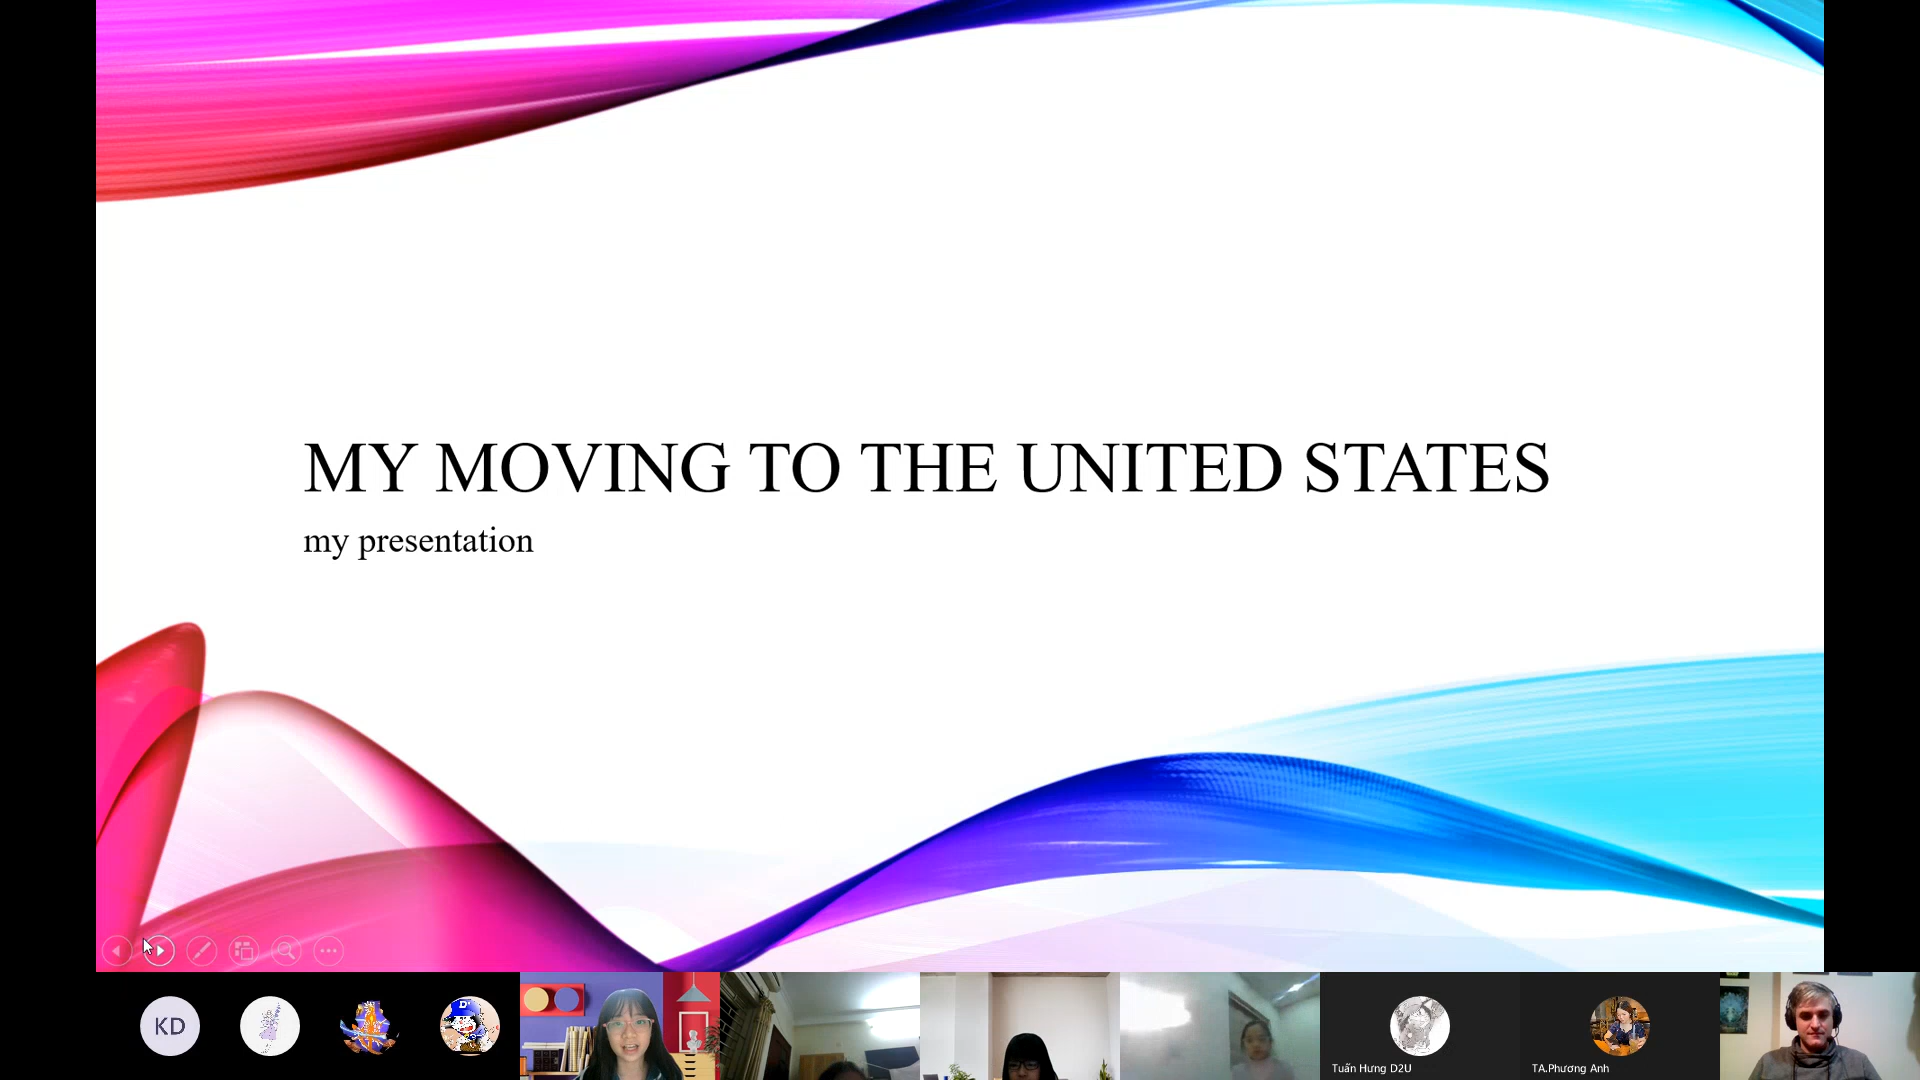 MY MOVING TO THE UNITED STATES
my presentation
KD
D
Tuấn Hưng D2U
TA.Phương Anh